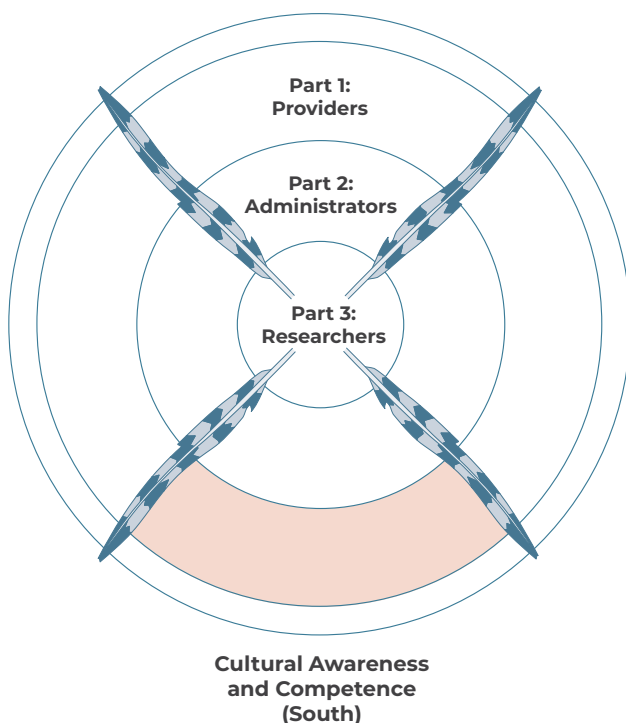 Part 1:
Providers
Part 2:
Administrators
Part 3:
Researchers
Cultural Awareness
and Competence
(South)